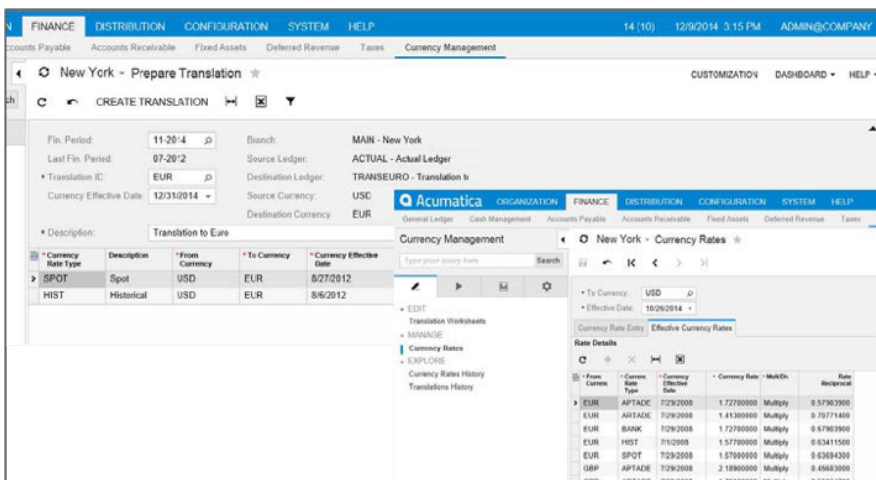 N FINANCE DISTRIBUTION CONFIGURATION SYSTEM HELP 14 (10) 12/9/2014 3:15 PM ADMIN@COMPANY
ccounts Payable Accounts Receivable Fixed Assets Deferred Revenue Taxes Currency Management
New York - Prepare Translation CUSTOMIZATION DASHBOARD HELP
ch CREATE TRANSLATION
Fin. Period: 11-2014 Branch: MAIN - New York
Last Fin. Period: 07-2012 Source Ledger: ACTUAL - Actual Ledger
* Translation ID: EUR Destination Ledger: TRANSEURO - Translation to
Currency Effective Date: 12/31/2014 Source Currency: USD
Destination Currency EUR
* Description: Translation to Euro
* Currency Rate Type Description * From Currency * To Currency * Currency Effective Date
SPOT Spot USD EUR 8/27/2012
HIST Historical USD EUR 8/6/2012
Acumatica ORGANIZATION FINANCE DISTRIBUTION CONFIGURATION SYSTEM HELP
General Ledger Cash Management Accounts Payable Accounts Receivable Fixed Assets Deferred Revenue Taxes
Currency Management New York - Currency Rates
Type your query here Search
EDIT
Translation Worksheets
MANAGE
Currency Rates
EXPLORE
Currency Rates History
Translations History
* To Currency: USD
* Effective Date: 10/26/2014
Currency Rate Entry Effective Currency Rates
Rate Details
* From Currenc * Currenc Rate Type * Currency Effective Date * Currency Rate * Mult/Div. Rate Reciprocal
EUR APTADE 7/29/2008 1.72700000 Multiply 0.57903900
EUR ARTADE 7/29/2008 1.41300000 Multiply 0.70771400
EUR BANK 7/29/2008 1.72700000 Multiply 0.57903900
EUR HIST 7/1/2008 1.57700000 Multiply 0.63411500
EUR SPOT 7/29/2008 1.57000000 Multiply 0.63694300
GBP APTADE 7/29/2008 2.18900000 Multiply 0.45683000